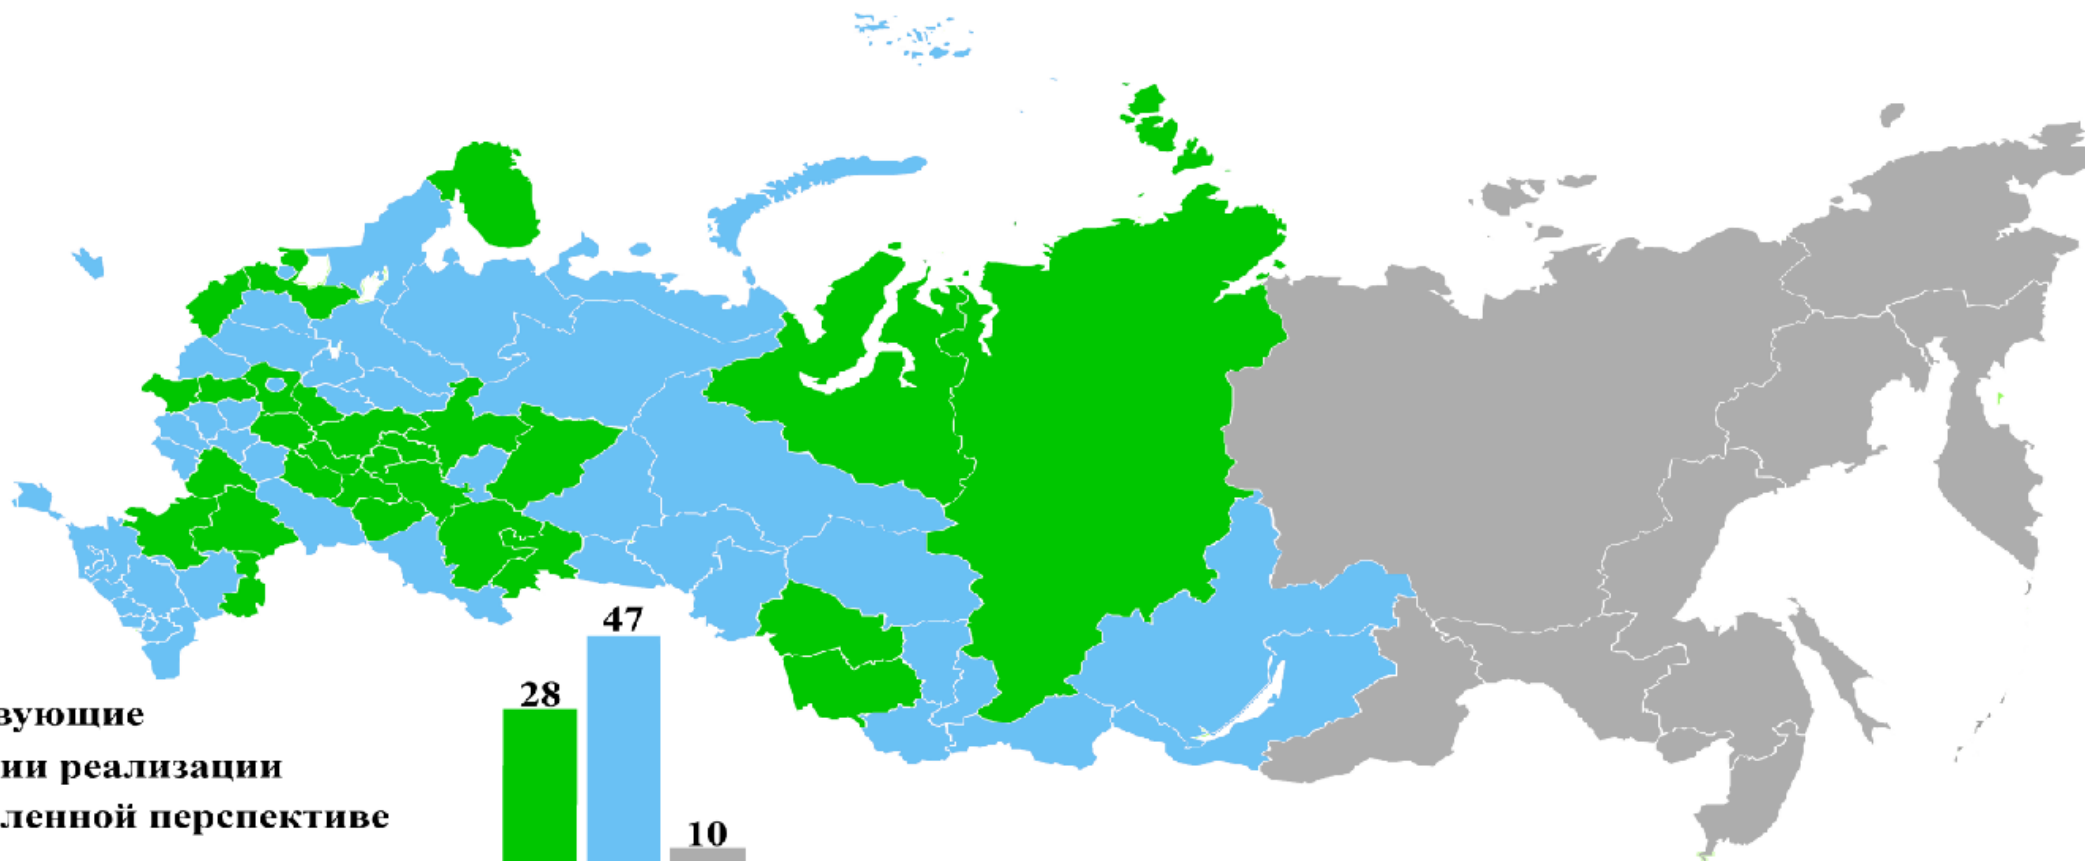 47
28
вующие
ии реализации
ленной перспективе
10